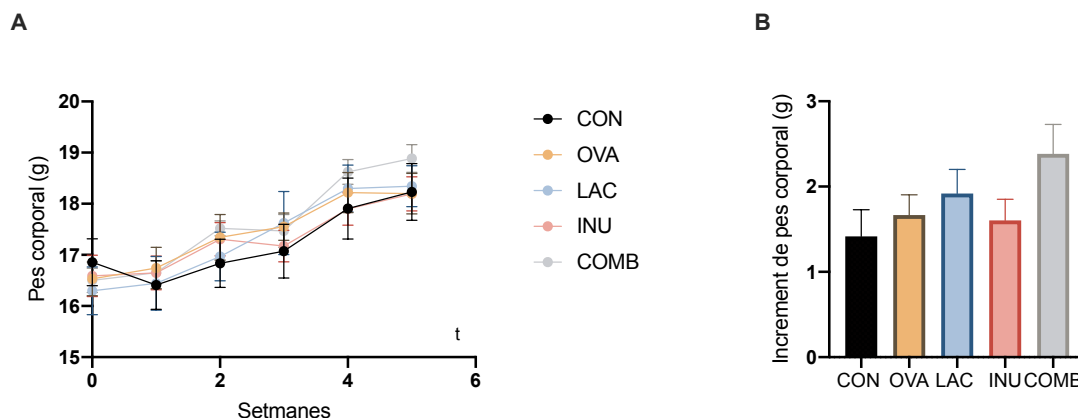 A
B
Pes corporal (g)
20
19
18
17
16
15
0
2
4
6
t
Setmanes
CON
OVA
LAC
INU
COMB
Increment de pes corporal (g)
3
2
1
0
CON OVA LAC INU COMB